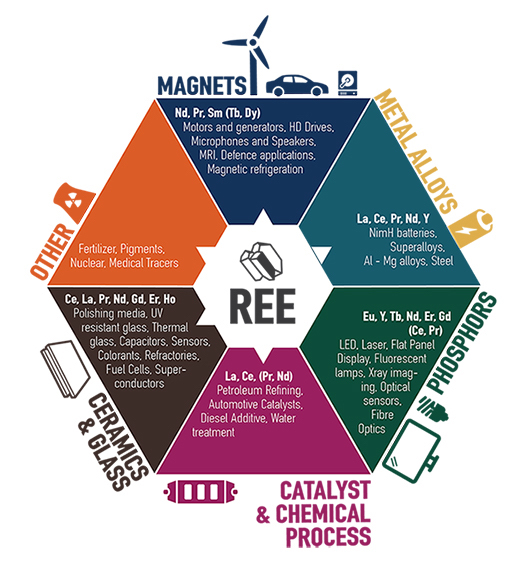 MAGNETS
Nd, Pr, Sm (Tb, Dy)
Motors and generators, HD Drives,
Microphones and Speakers,
MRI, Defence applications,
Magnetic refrigeration
METAL ALLOYS
La, Ce, Pr, Nd, Y
NimH batteries,
Superalloys,
Al - Mg alloys, Steel
PHOSPHORS
Eu, Y, Tb, Nd, Er, Gd
(Ce, Pr)
LED, Laser, Flat Panel
Display, Fluorescent
lamps, Xray imag-
ing, Optical
sensors,
Fibre
Optics
CATALYST
& CHEMICAL
PROCESS
La, Ce, (Pr, Nd)
Petroleum Refining,
Automotive Catalysts,
Diesel Additive, Water
treatment
CERAMICS
& GLASS
Ce, La, Pr, Nd, Gd, Er, Ho
Polishing media, UV
resistant glass, Thermal
glass, Capacitors, Sensors,
Colorants, Refractories,
Fuel Cells, Super-
conductors
OTHER
Fertilizer, Pigments,
Nuclear, Medical Tracers
REE